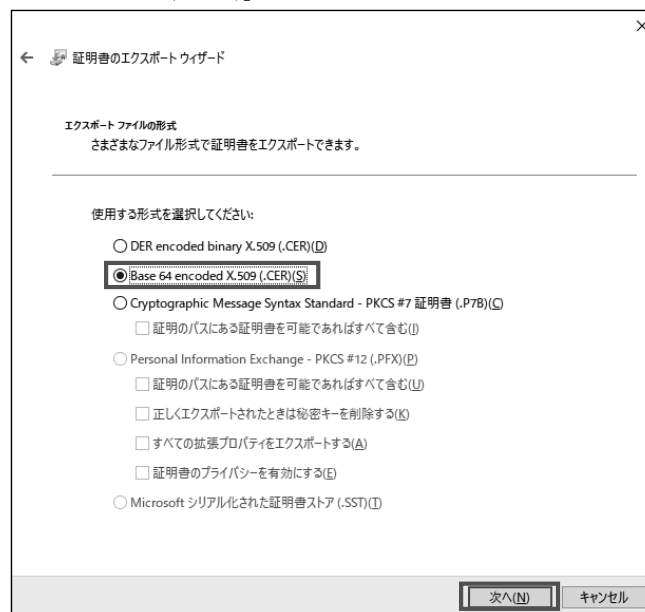 証明書のエクスポート ウィザード
エクスポート ファイルの形式
さまざまなファイル形式で証明書をエクスポートできます。
使用する形式を選択してください:
DER encoded binary X.509 (.CER)(D)
Base 64 encoded X.509 (.CER)(S)
Cryptographic Message Syntax Standard - PKCS #7 証明書 (.P7B)(C)
証明のパスにある証明書を可能であればすべて含む(I)
Personal Information Exchange - PKCS #12 (.PFX)(P)
証明のパスにある証明書を可能であればすべて含む(U)
正しくエクスポートされたときは秘密キーを削除する(K)
すべての拡張プロパティをエクスポートする(A)
証明書のプライバシーを有効にする(E)
Microsoft シリアル化された証明書ストア (.SST)(T)
次へ(N) キャンセル